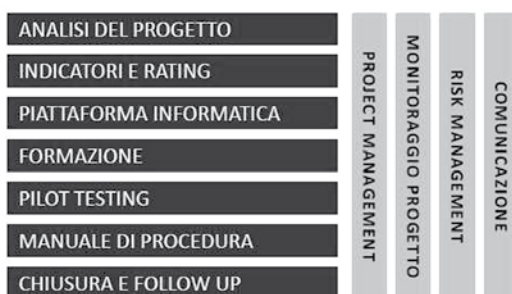 ANALISI DEL PROGETTO
INDICATORI E RATING
PIATTAFORMA INFORMATICA
FORMAZIONE
PILOT TESTING
MANUALE DI PROCEDURA
CHIUSURA E FOLLOW UP
PROJECT MANAGEMENT
MONITORAGGIO PROGETTO
RISK MANAGEMENT
COMUNICAZIONE